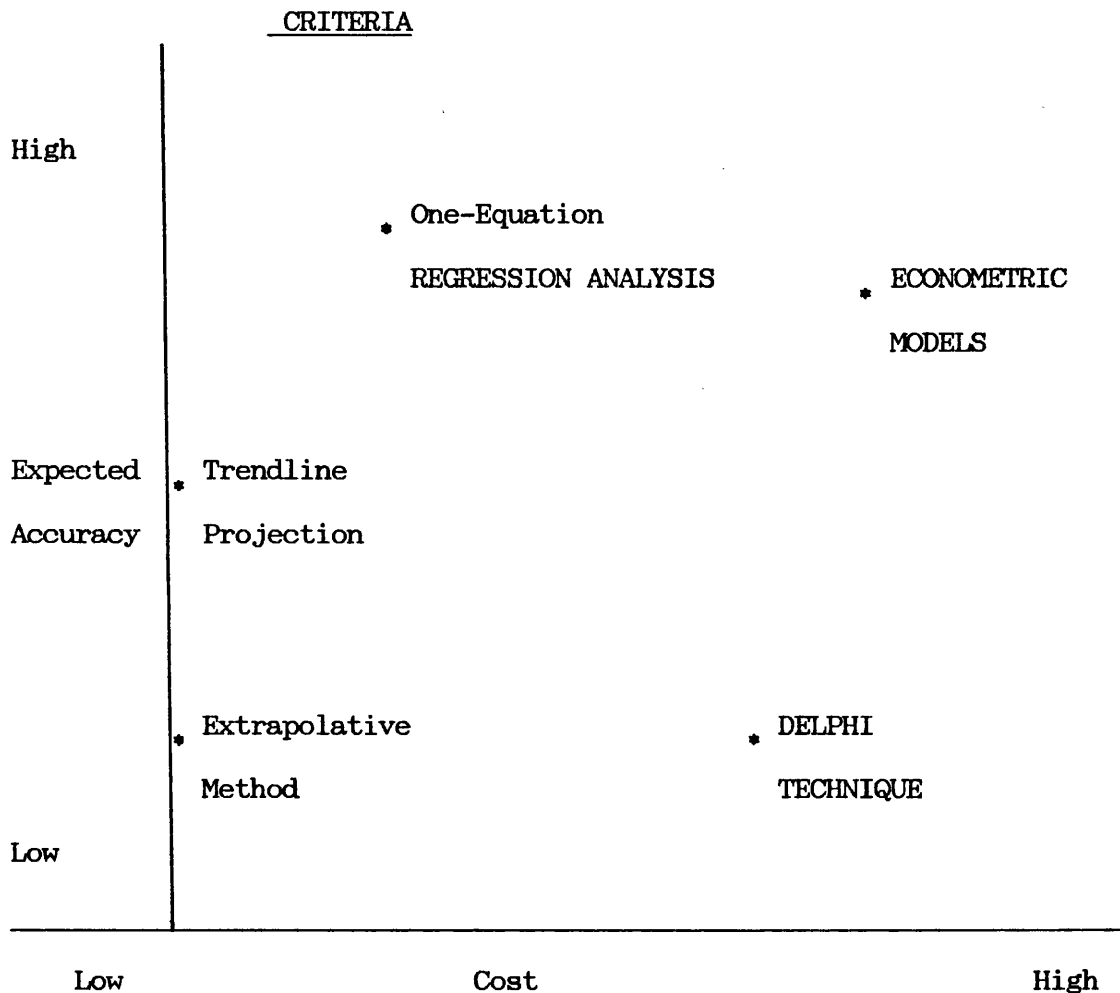 CRITERIA
High
* One-Equation
REGRESSION ANALYSIS
* ECONOMETRIC
MODELS
Expected
Accuracy
* Trendline
Projection
* Extrapolative
Method
* DELPHI
TECHNIQUE
Low
Low Cost High